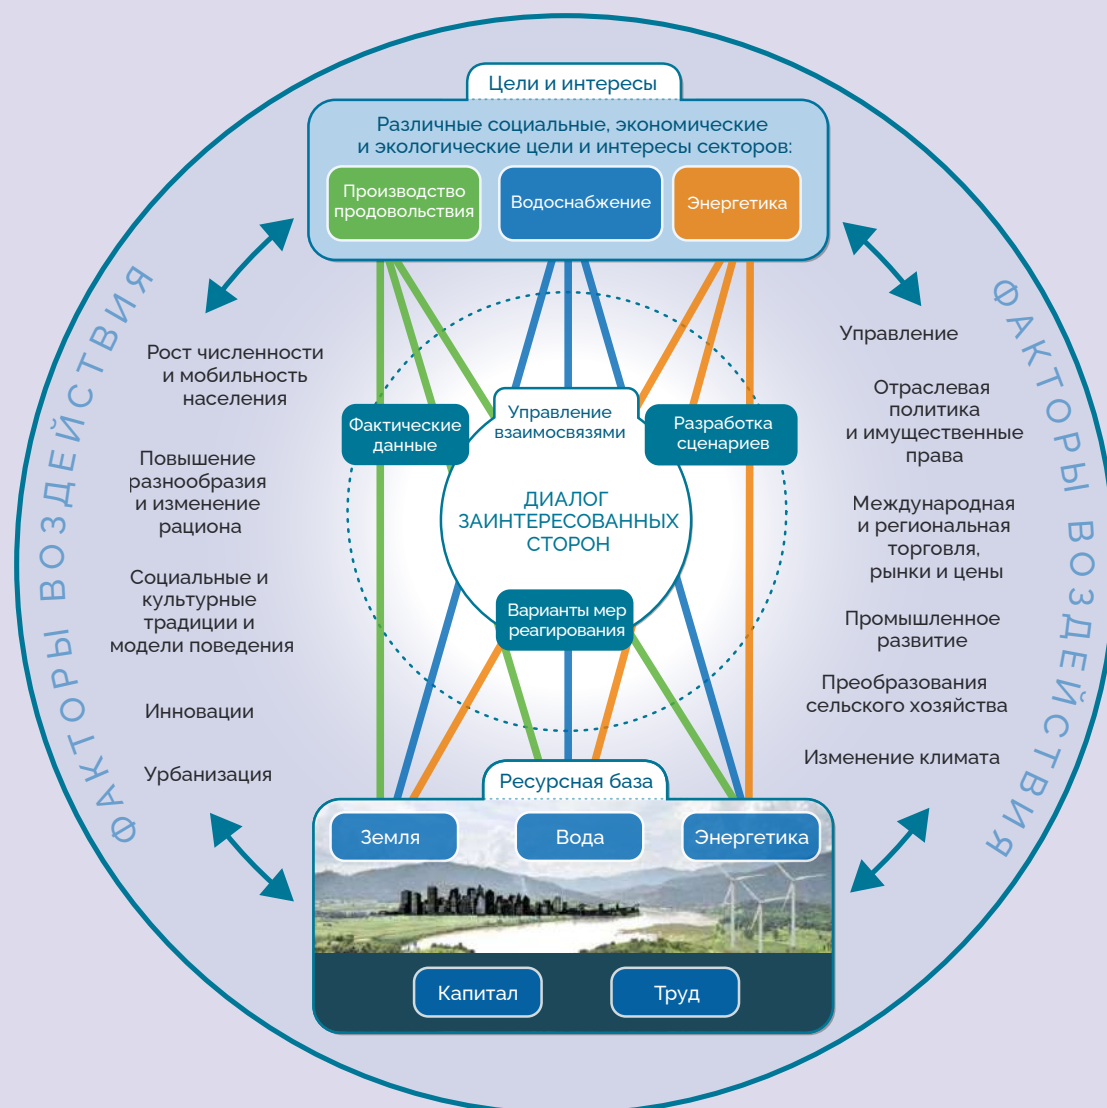 Цели и интересы
Различные социальные, экономические
и экологические цели и интересы секторов:
Производство
продовольствия
Водоснабжение
Энергетика
ФАКТОРЫ ВОЗДЕЙСТВИЯ
Рост численности
и мобильность
населения
Повышение
разнообразия
и изменение
рациона
Социальные и
культурные
традиции и
модели поведения
Инновации
Урбанизация
Фактические
данные
Управление
взаимосвязями
Разработка
сценариев
ДИАЛОГ
ЗАИНТЕРЕСОВАННЫХ
СТОРОН
Варианты мер
реагирования
Управление
Отраслевая
политика
и имущественные
права
Международная
и региональная
торговля,
рынки и цены
Промышленное
развитие
Преобразования
сельского хозяйства
Изменение климата
ФАКТОРЫ ВОЗДЕЙСТВИЯ
Ресурсная база
Земля
Вода
Энергетика
Капитал
Труд